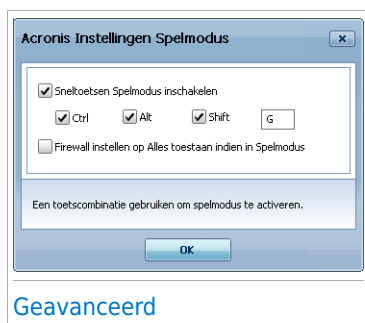 Acronis Instellingen Spelmodus
Sneltoetsen Spelmodus inschakelen
Ctrl Alt Shift G
Firewall instellen op Alles toestaan indien in Spelmodus
Een toetscombinatie gebruiken om spelmodus te activeren.
OK
Geavanceerd